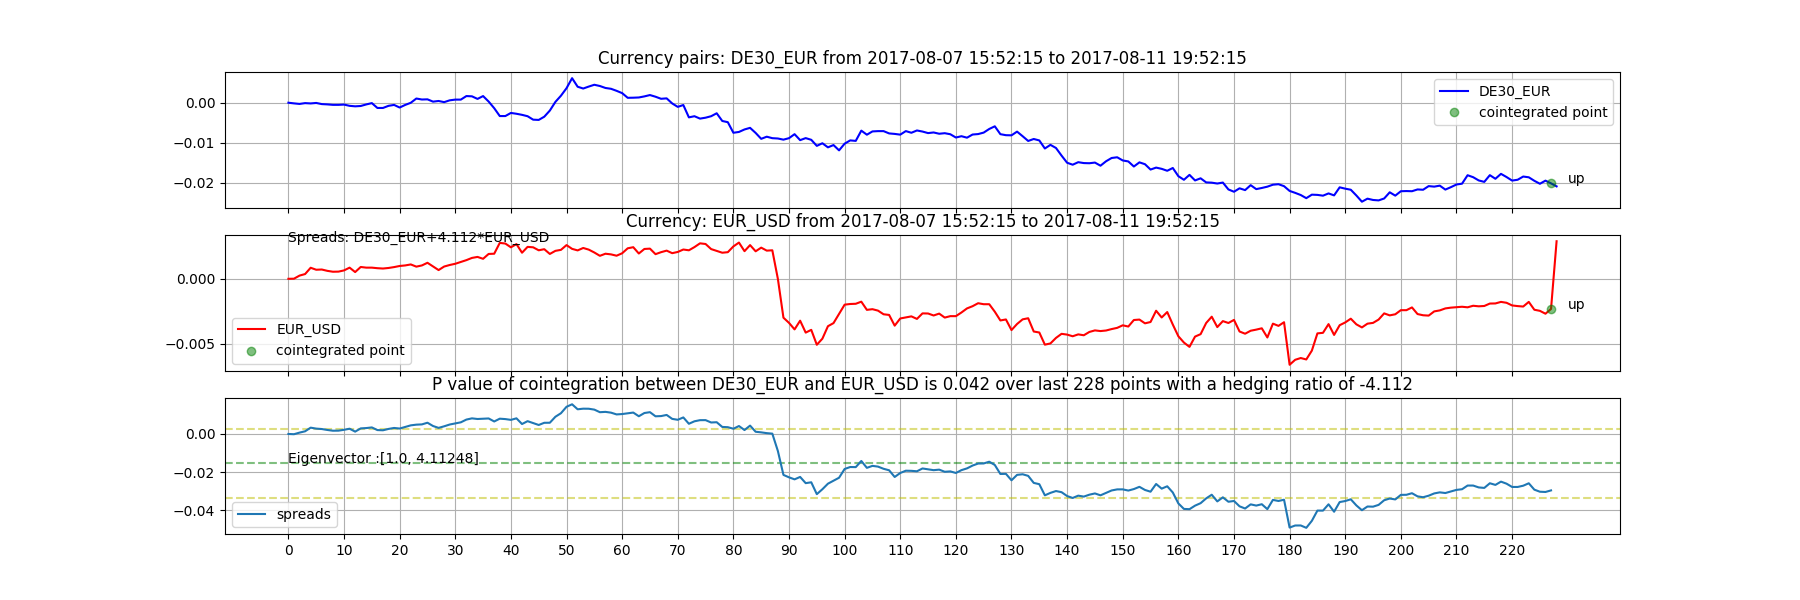 Currency pairs: DE30_EUR from 2017-08-07 15:52:15 to 2017-08-11 19:52:15
0.00
−0.01
−0.02
DE30_EUR
cointegrated point
up
Currency: EUR_USD from 2017-08-07 15:52:15 to 2017-08-11 19:52:15
Spreads: DE30_EUR+4.112*EUR_USD
0.000
−0.005
EUR_USD
cointegrated point
up
P value of cointegration between DE30_EUR and EUR_USD is 0.042 over last 228 points with a hedging ratio of -4.112
0.00
−0.02
−0.04
Eigenvector :[1.0, 4.11248]
spreads
0 10 20 30 40 50 60 70 80 90 100 110 120 130 140 150 160 170 180 190 200 210 220